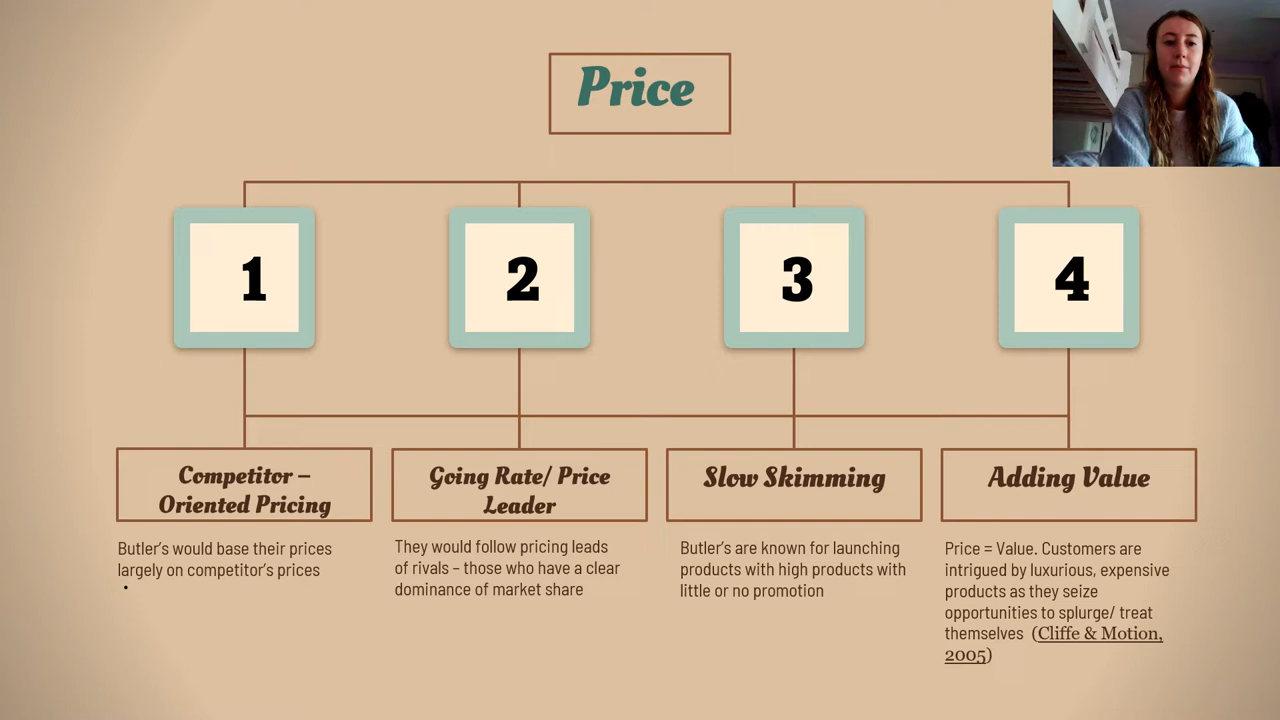 Price
1
2
3
4
Competitor –
Oriented Pricing
Butler's would base their prices
largely on competitor's prices
•
Going Rate/ Price
Leader
They would follow pricing leads
of rivals – those who have a clear
dominance of market share
Slow Skimming
Butler's are known for launching
products with high products with
little or no promotion
Adding Value
Price = Value. Customers are
intrigued by luxurious, expensive
products as they seize
opportunities to splurge/ treat
themselves (Cliffe & Motion,
2005)